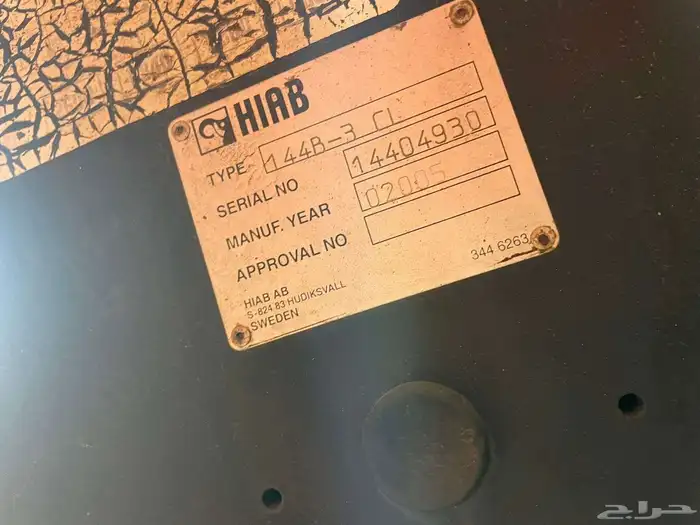 HIAB
TYPE 144B-3 CL
SERIAL NO 14404930
MANUF. YEAR 02005
APPROVAL NO
HIAB AB
S-824 83 HUDIKSVALL
SWEDEN
344 6263
حراج